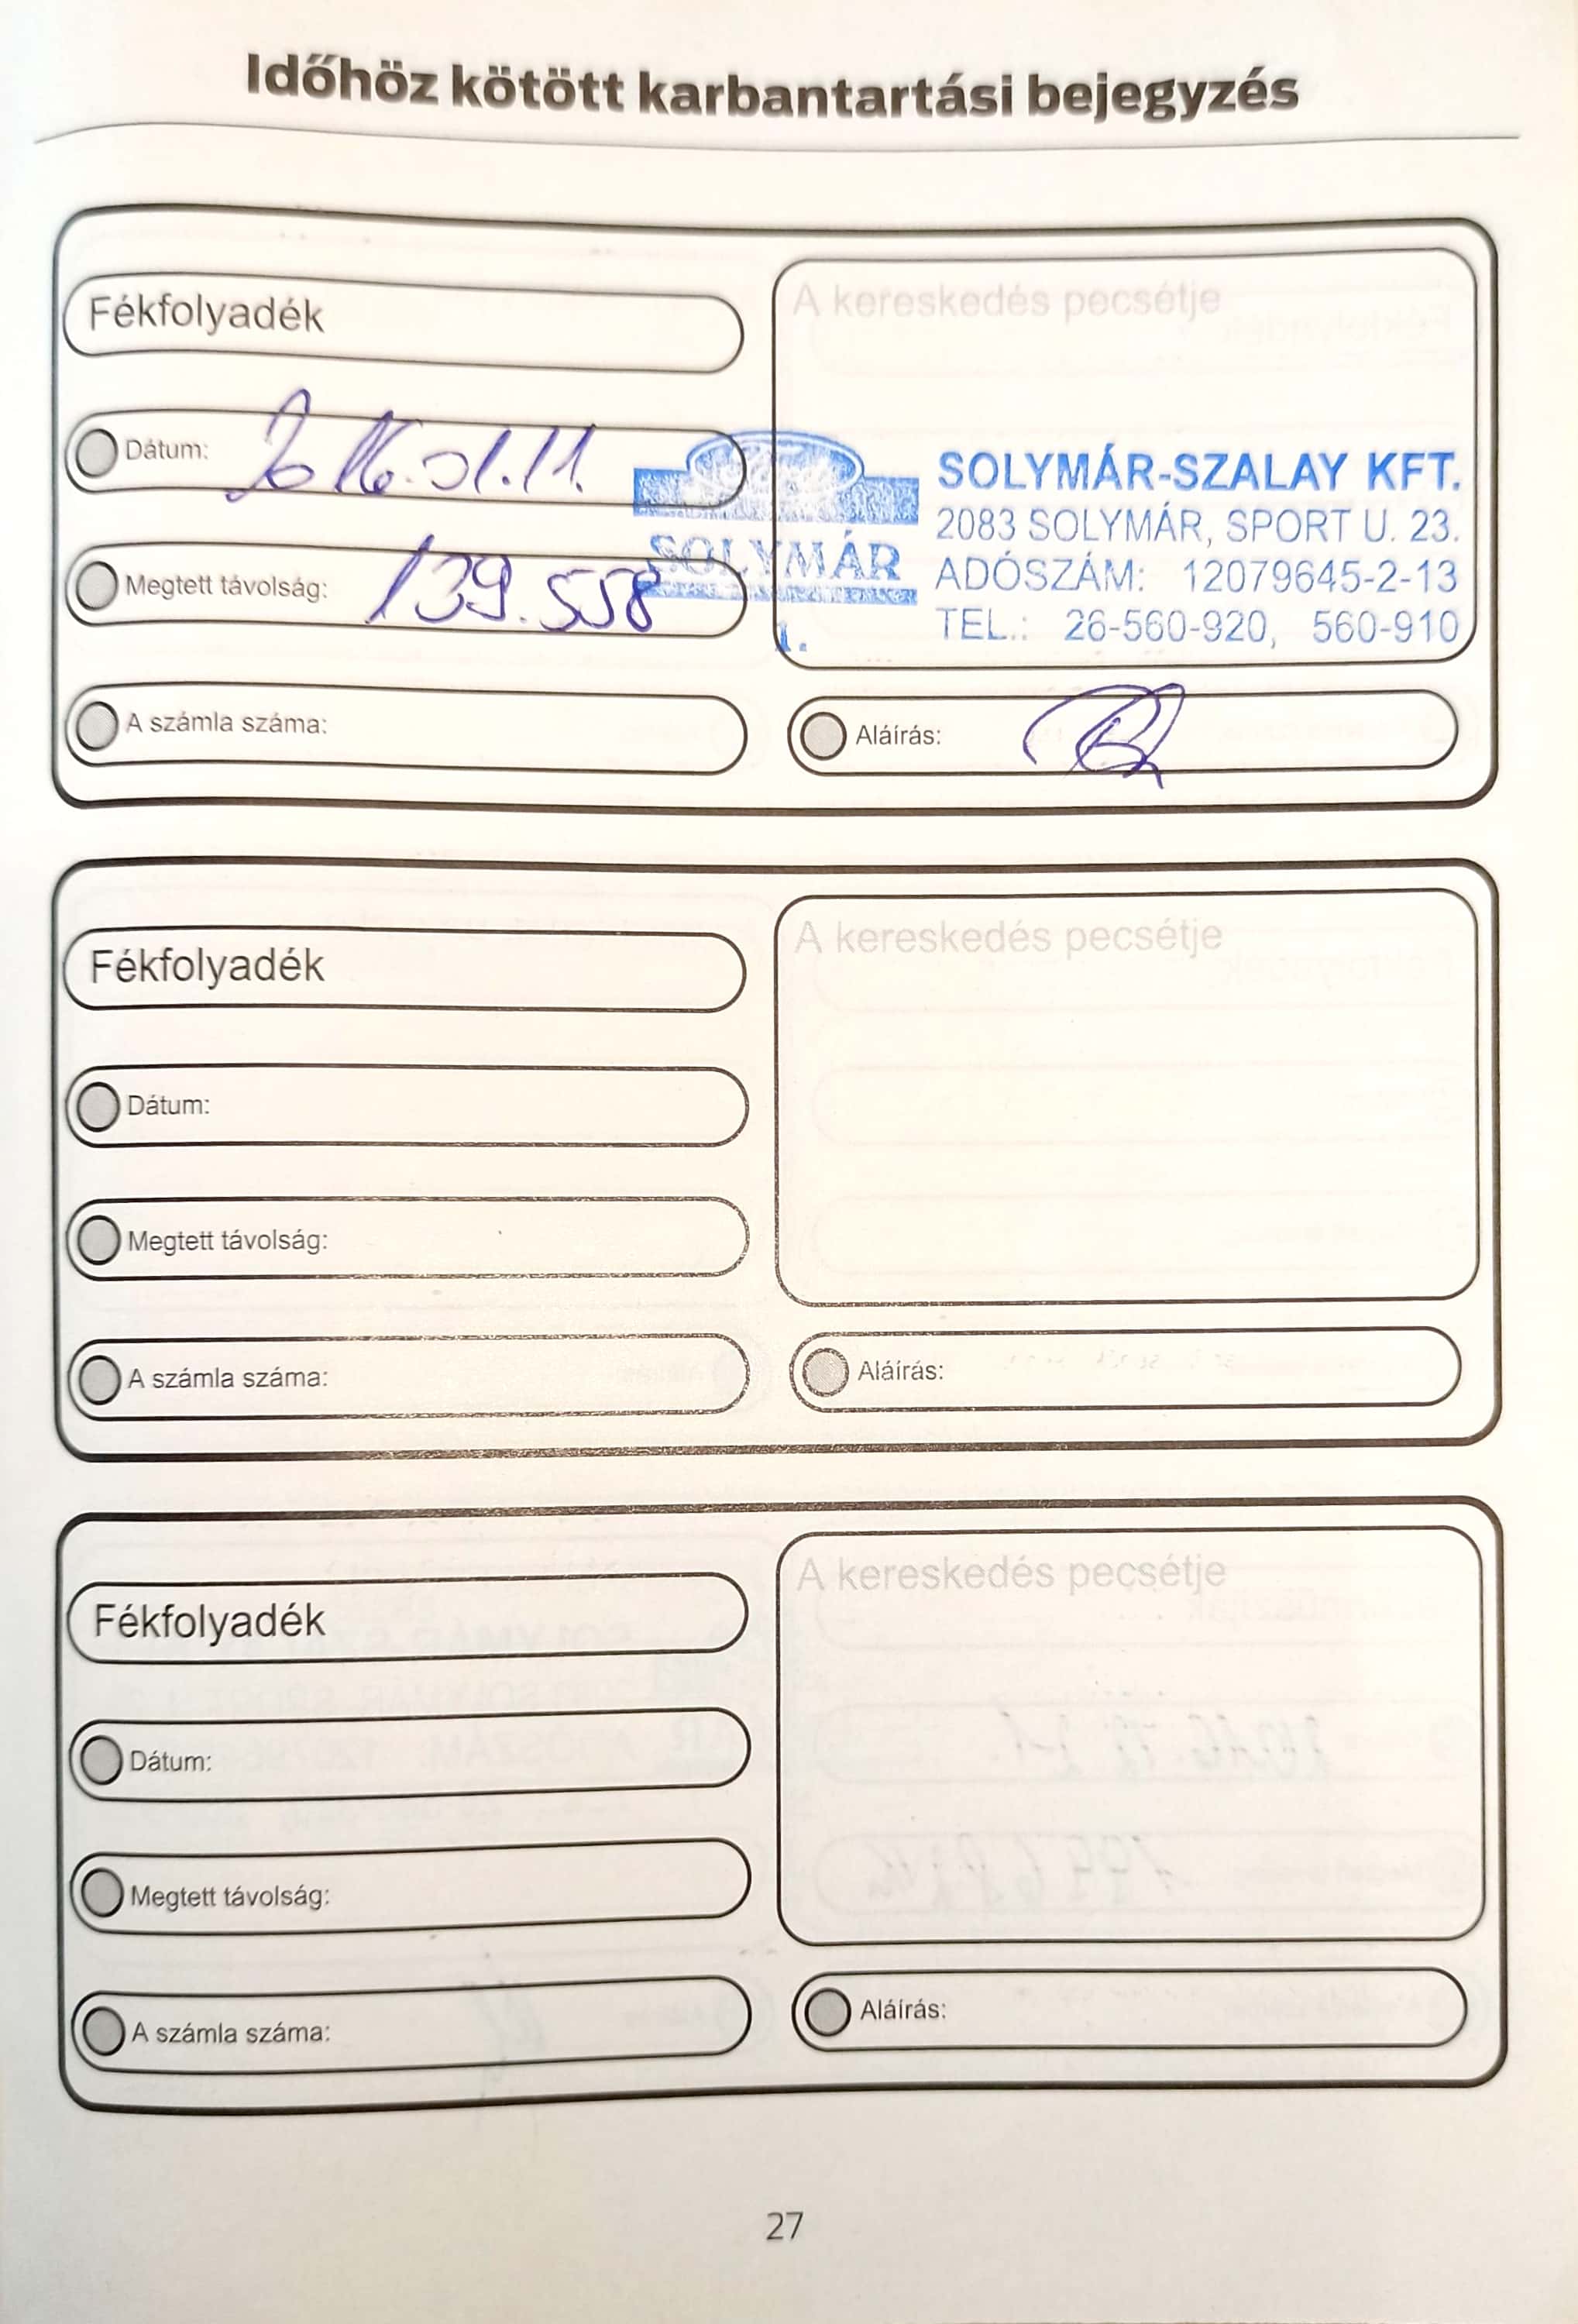 Időhöz kötött karbantartási bejegyzés
Fékfolyadék
A kereskedés pecsétje
Dátum: 2016.01.11.
Megtett távolság: 139.558
SOLYMÁR
1.
SOLYMÁR-SZALAY KFT.
2083 SOLYMÁR, SPORT U. 23.
ADÓSZÁM: 12079645-2-13
TEL.: 26-560-920, 560-910
A számla száma:
Aláírás:
Fékfolyadék
A kereskedés pecsétje
Dátum:
Megtett távolság:
A számla száma:
Aláírás:
Fékfolyadék
A kereskedés pecsétje
Dátum:
Megtett távolság:
A számla száma:
Aláírás:
27